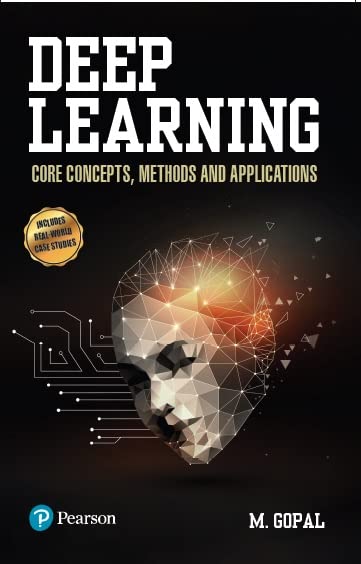 DEEP
LEARNING
CORE CONCEPTS, METHODS AND APPLICATIONS
INCLUDES
REAL-WORLD
CASE STUDIES
P Pearson
M. GOPAL